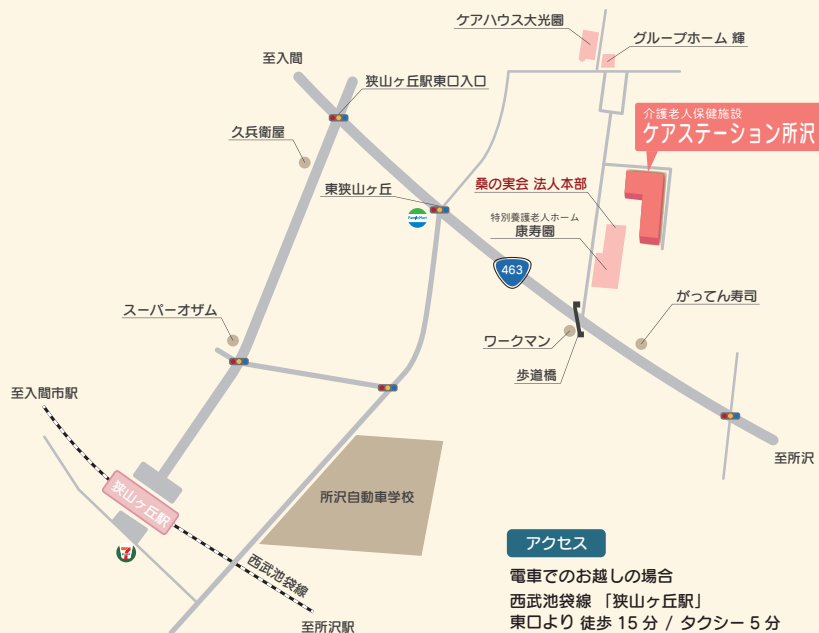 ケアハウス大光園
グループホーム 輝
至入間
狭山ヶ丘駅東口入口
介護老人保健施設
ケアステーション所沢
久兵衛屋
東狭山ヶ丘
桑の実会 法人本部
FamilyMart
特別養護老人ホーム
康寿園
463
がってん寿司
スーパーオザム
ワークマン
歩道橋
至入間市駅
至所沢
狭山ヶ丘駅
所沢自動車学校
7
西武池袋線
至所沢駅
アクセス
電車でのお越しの場合
西武池袋線 「狭山ヶ丘駅」
東口より 徒歩 15 分 / タクシー 5 分